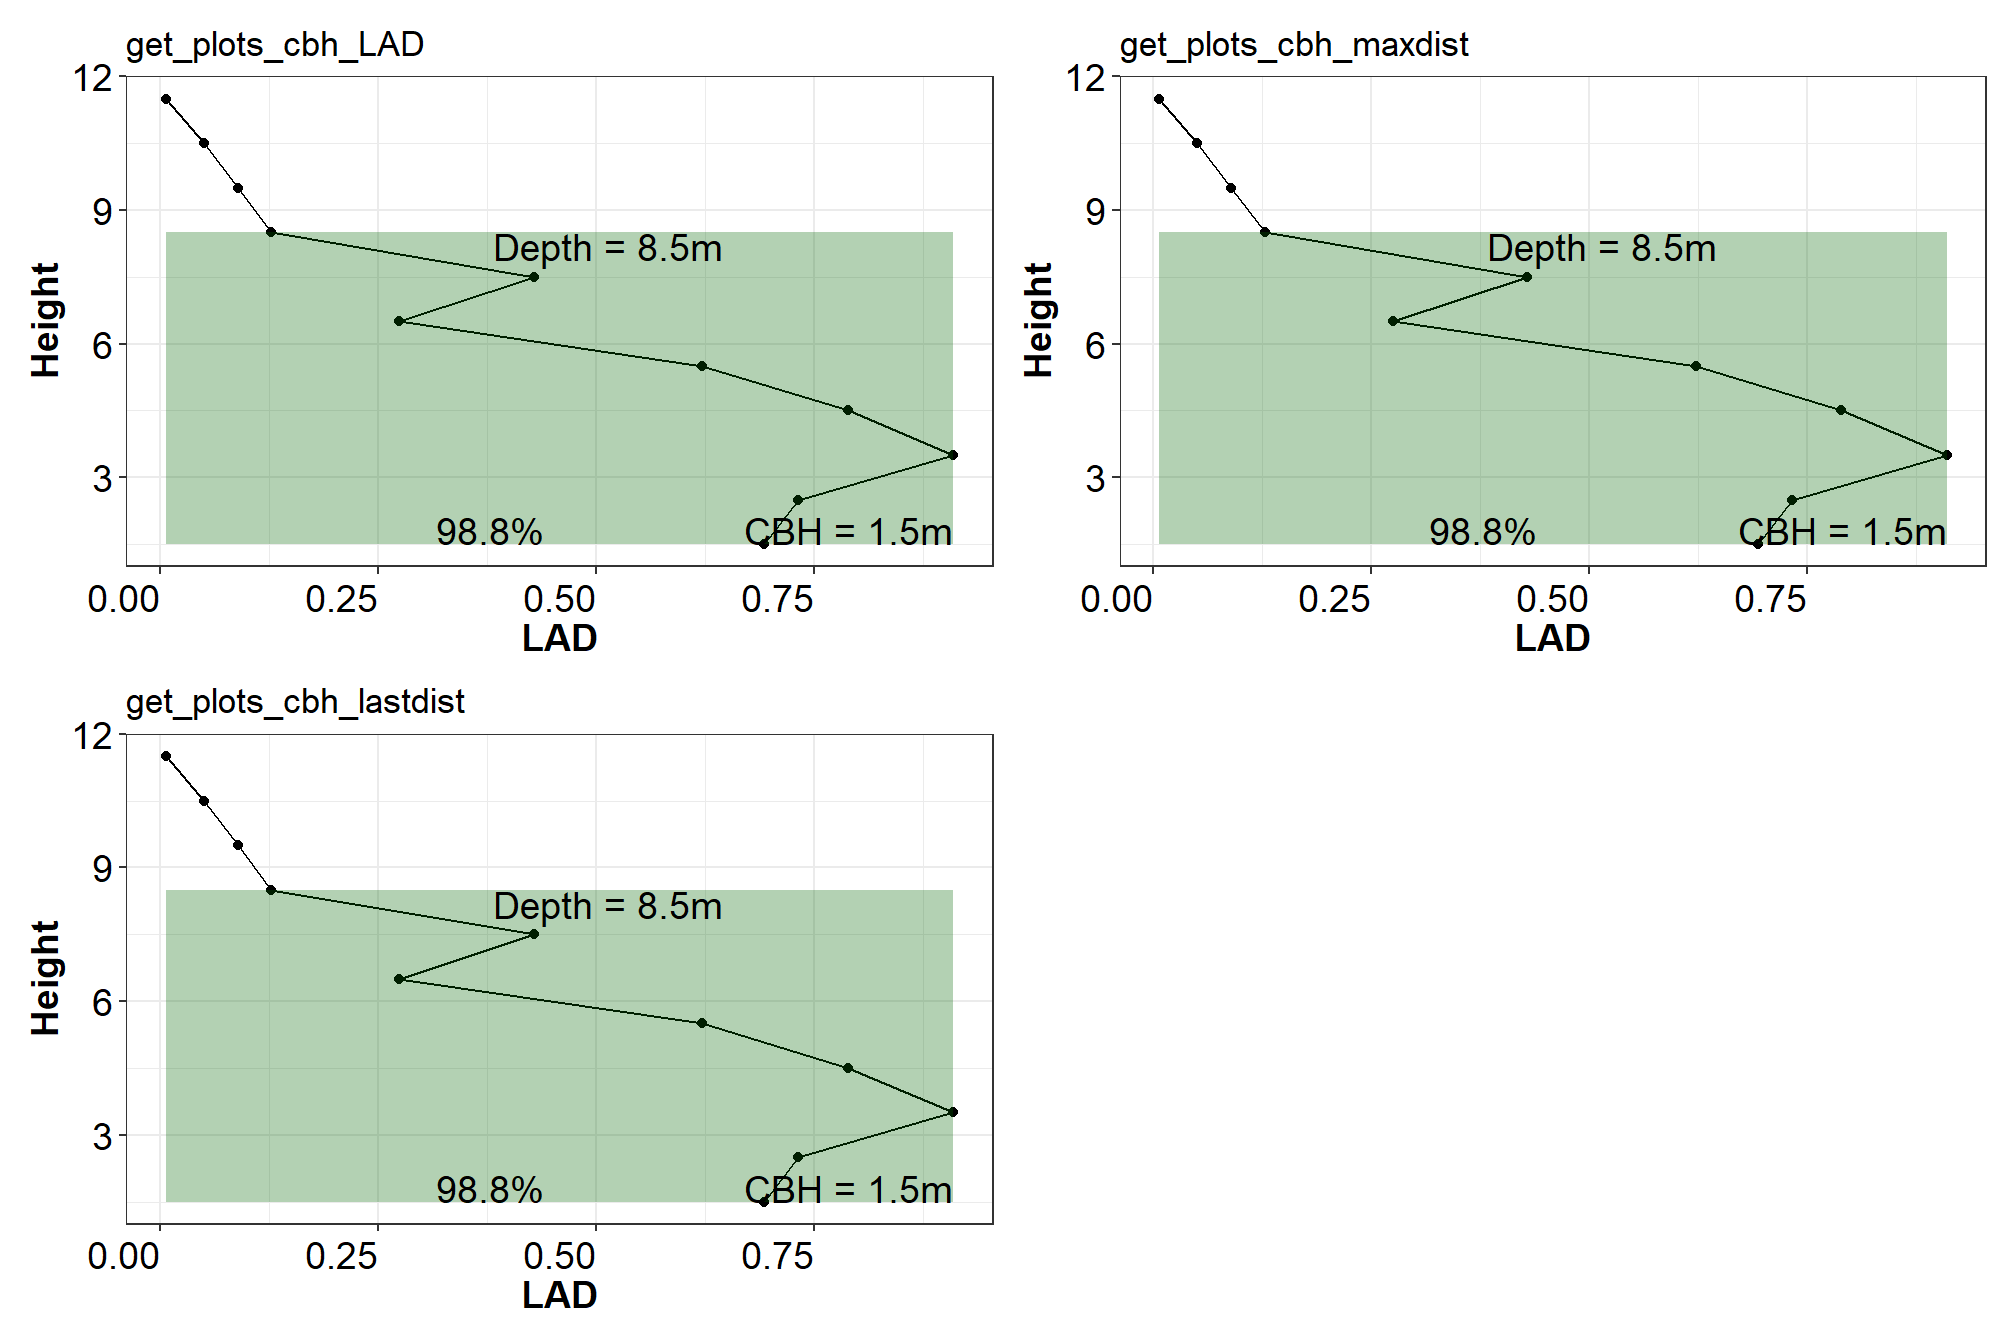 get_plots_cbh_LAD
12
9
6
3
Height
Depth = 8.5m
98.8%
CBH = 1.5m
0.00 0.25 0.50 0.75
LAD
get_plots_cbh_maxdist
12
9
6
3
Height
Depth = 8.5m
98.8%
CBH = 1.5m
0.00 0.25 0.50 0.75
LAD
get_plots_cbh_lastdist
12
9
6
3
Height
Depth = 8.5m
98.8%
CBH = 1.5m
0.00 0.25 0.50 0.75
LAD